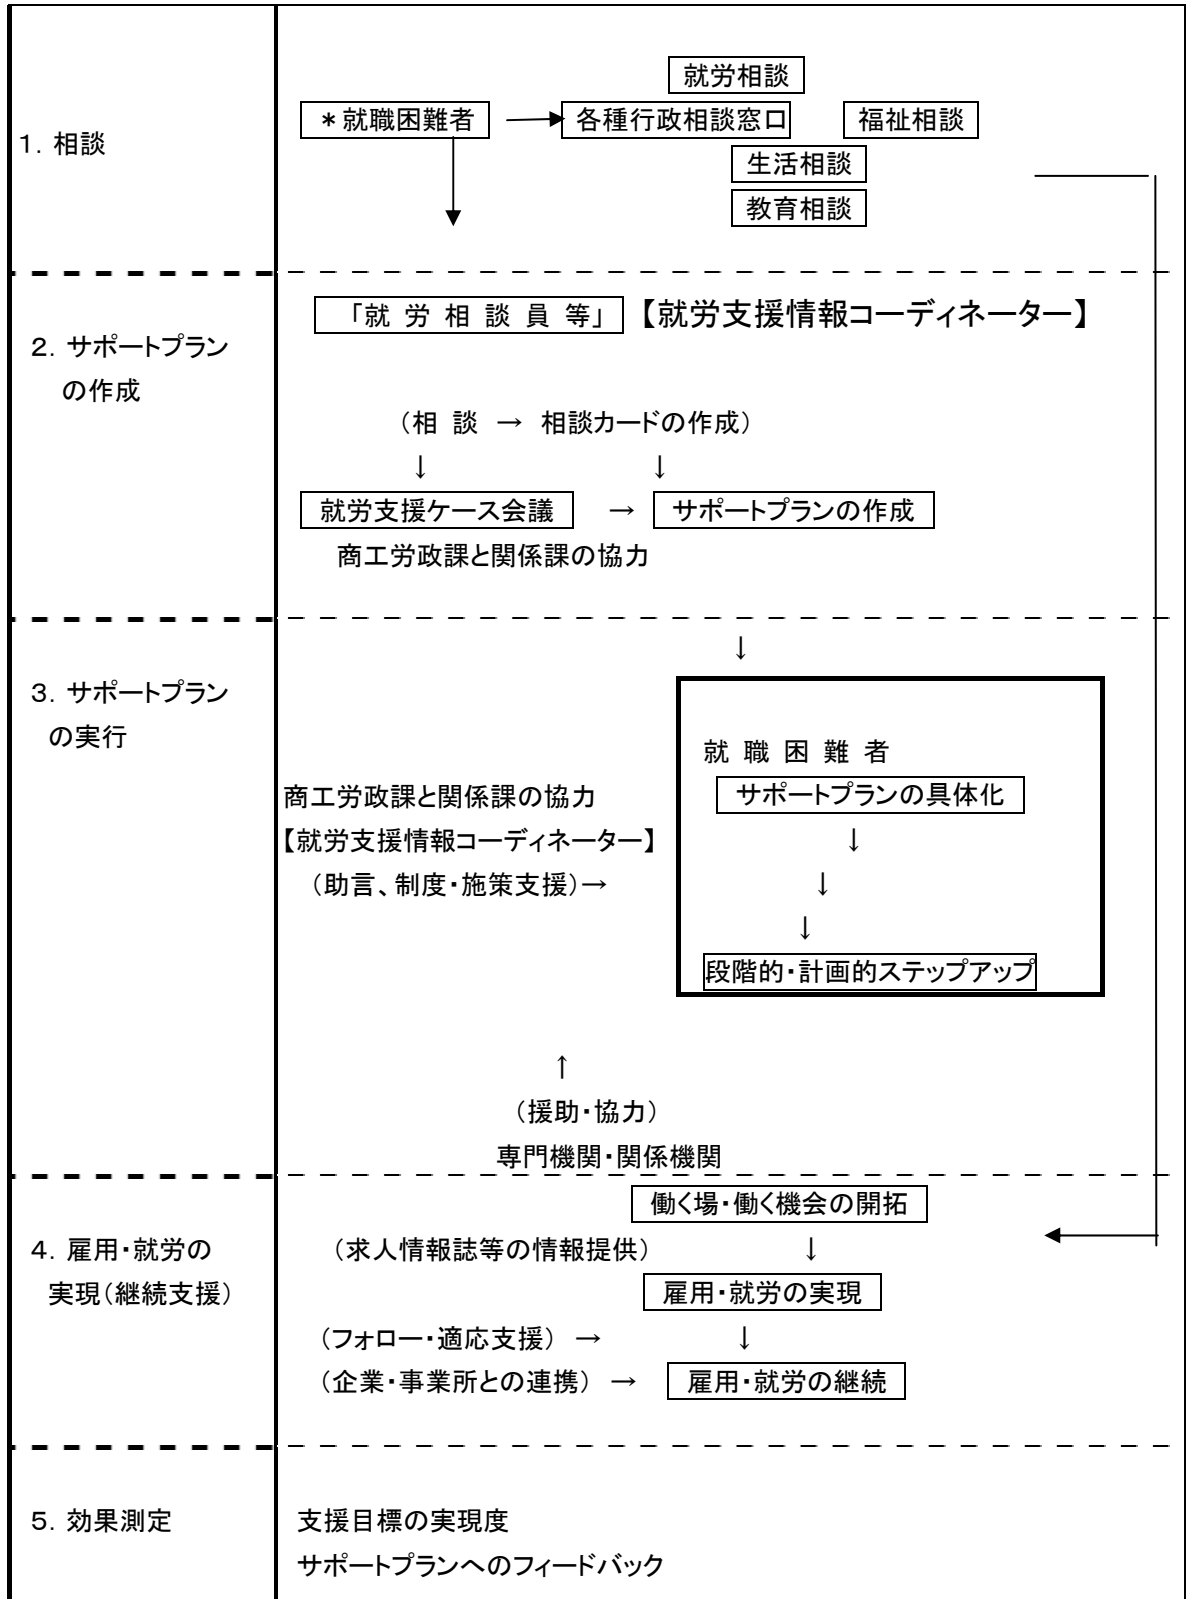 就労相談
1．相談
＊就職困難者
各種行政相談窓口
福祉相談
生活相談
教育相談
2．サポートプラン
の作成
「就 労 相 談 員 等」
【就労支援情報コーディネーター】
（相 談 → 相談カードの作成）
↓ ↓
就労支援ケース会議 → サポートプランの作成
商工労政課と関係課の協力
↓
3．サポートプラン
の実行
就 職 困 難 者
サポートプランの具体化
商工労政課と関係課の協力
【就労支援情報コーディネーター】
（助言、制度・施策支援）→
↓
↓
↓
段階的・計画的ステップアップ
↑
（援助・協力）
専門機関・関係機関
4．雇用・就労の
実現（継続支援）
働く場・働く機会の開拓
（求人情報誌等の情報提供） ↓
雇用・就労の実現
（フォロー・適応支援） → ↓
（企業・事業所との連携） → 雇用・就労の継続
5．効果測定
支援目標の実現度
サポートプランへのフィードバック